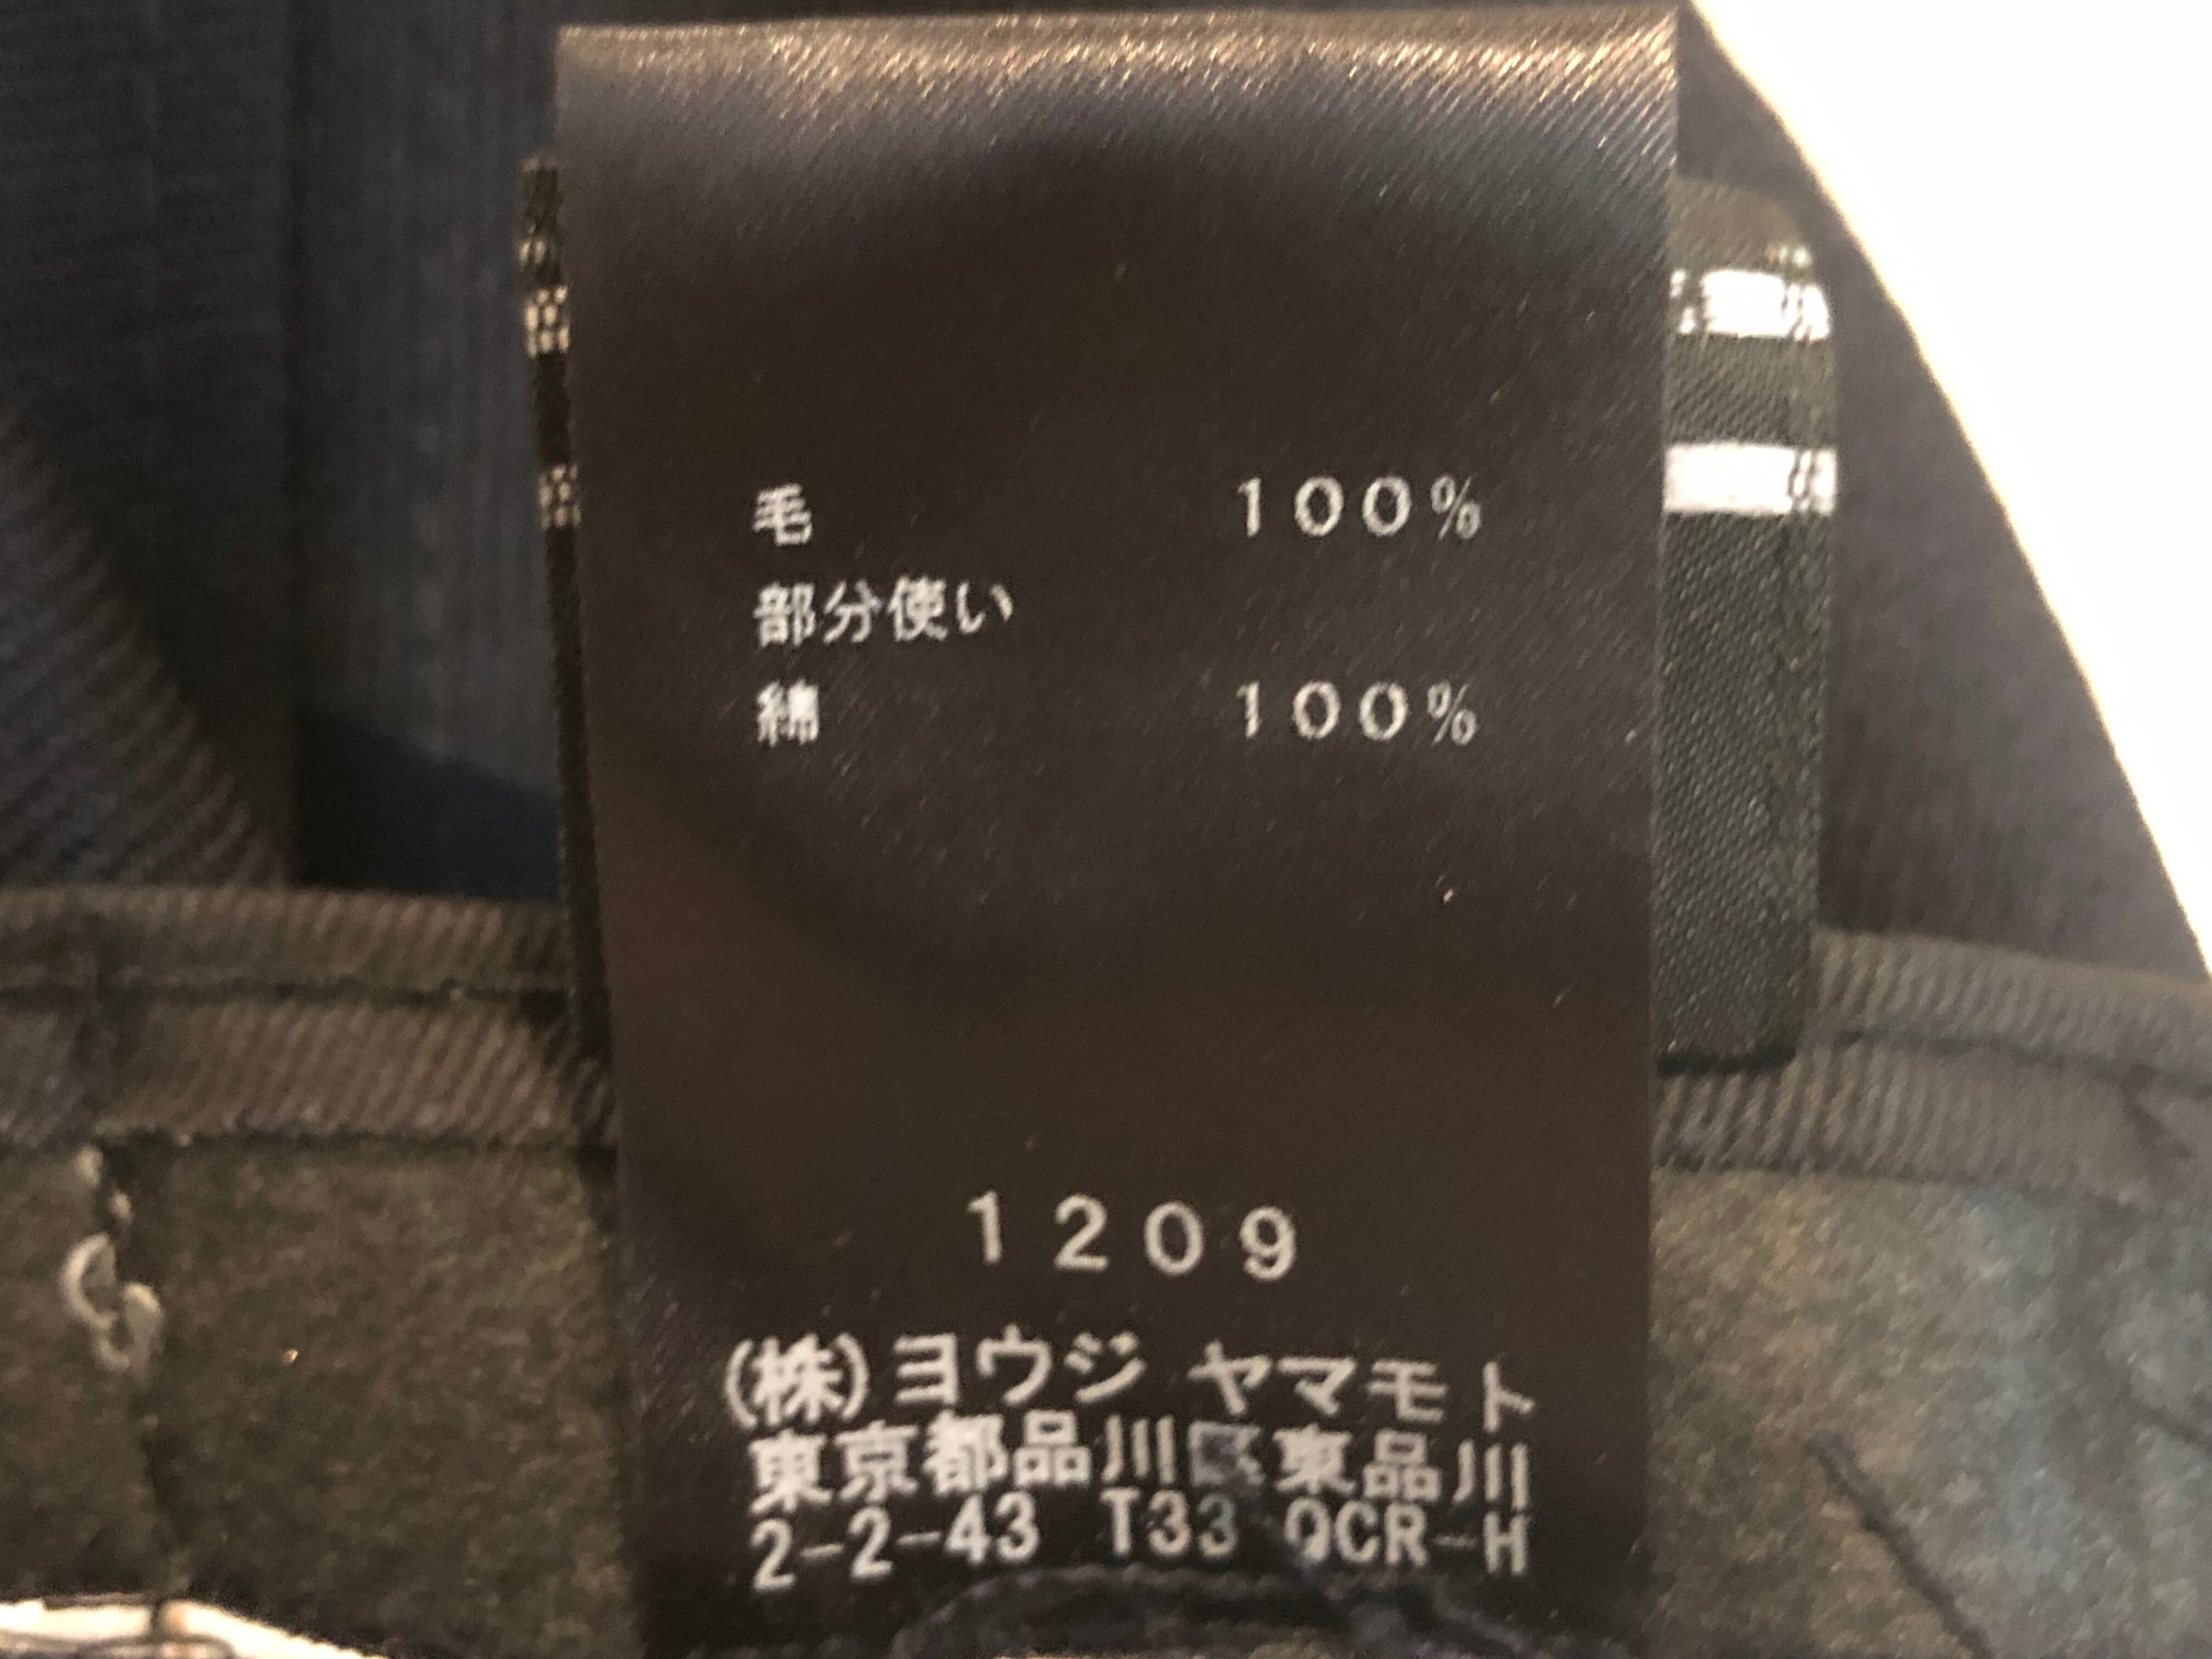 毛 100%
部分使い
綿 100%
1209
(株)ヨウジ ヤマモト
東京都品川区東品川
2-2-43 T33 QCR-H